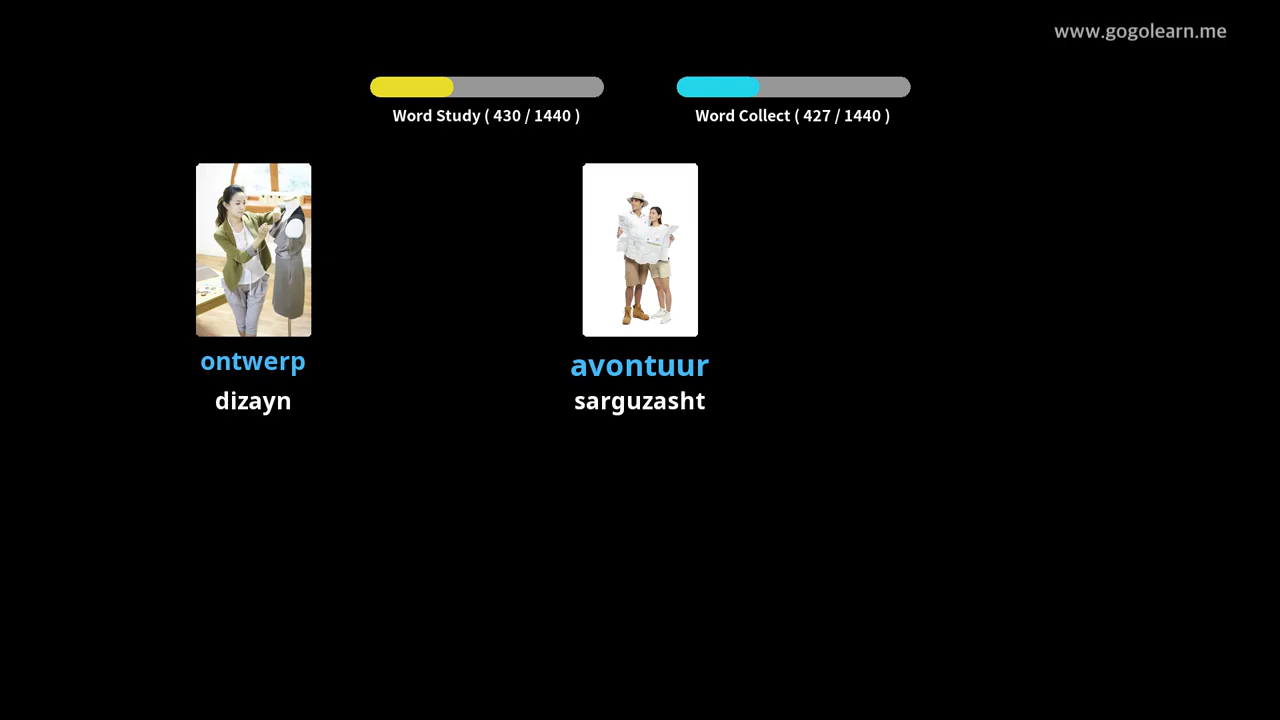 www.gogolearn.me
Word Study ( 430 / 1440 )
Word Collect ( 427 / 1440 )
ontwerp
dizayn
avontuur
sarguzasht